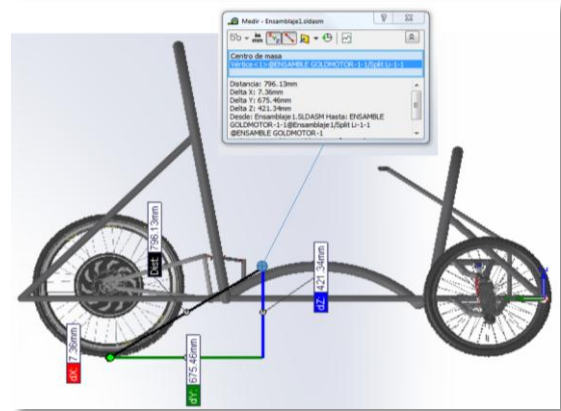 Medir - Ensamblaje1.sldasm
Centro de masa
Vértice<1>@ENSAMBLE GOLDMOTOR-1-1/Split Li-1-1
Distancia: 796.13mm
Delta X: 7.36mm
Delta Y: 675.46mm
Delta Z: 421.34mm
Desde: Ensamblaje1.SLDASM Hasta: ENSAMBLE
GOLDMOTOR-1-1@Ensamblaje1/Split Li-1-1
@ENSAMBLE GOLDMOTOR-1
Dist: 796.13mm
dZ: 421.34mm
dX: 7.36mm
dY: 675.46mm